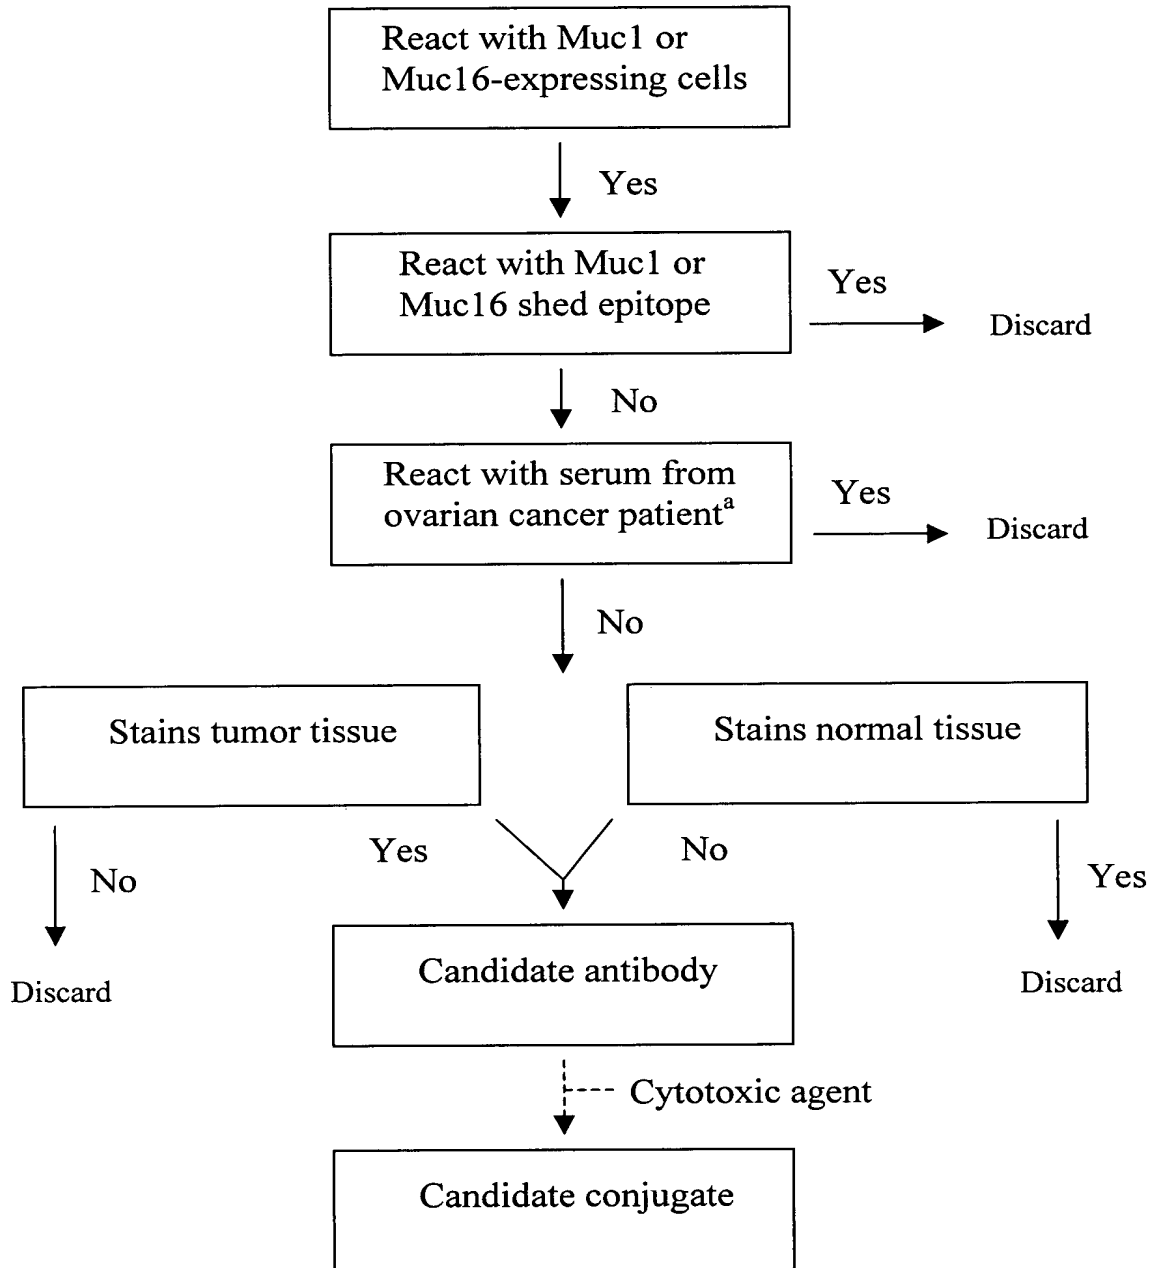 React with Muc1 or
Muc16-expressing cells
Yes
React with Muc1 or
Muc16 shed epitope
Yes
Discard
No
React with serum from
ovarian cancer patientᵃ
Yes
Discard
No
Stains tumor tissue
Stains normal tissue
Yes
No
No
Yes
Discard
Discard
Candidate antibody
Cytotoxic agent
Candidate conjugate